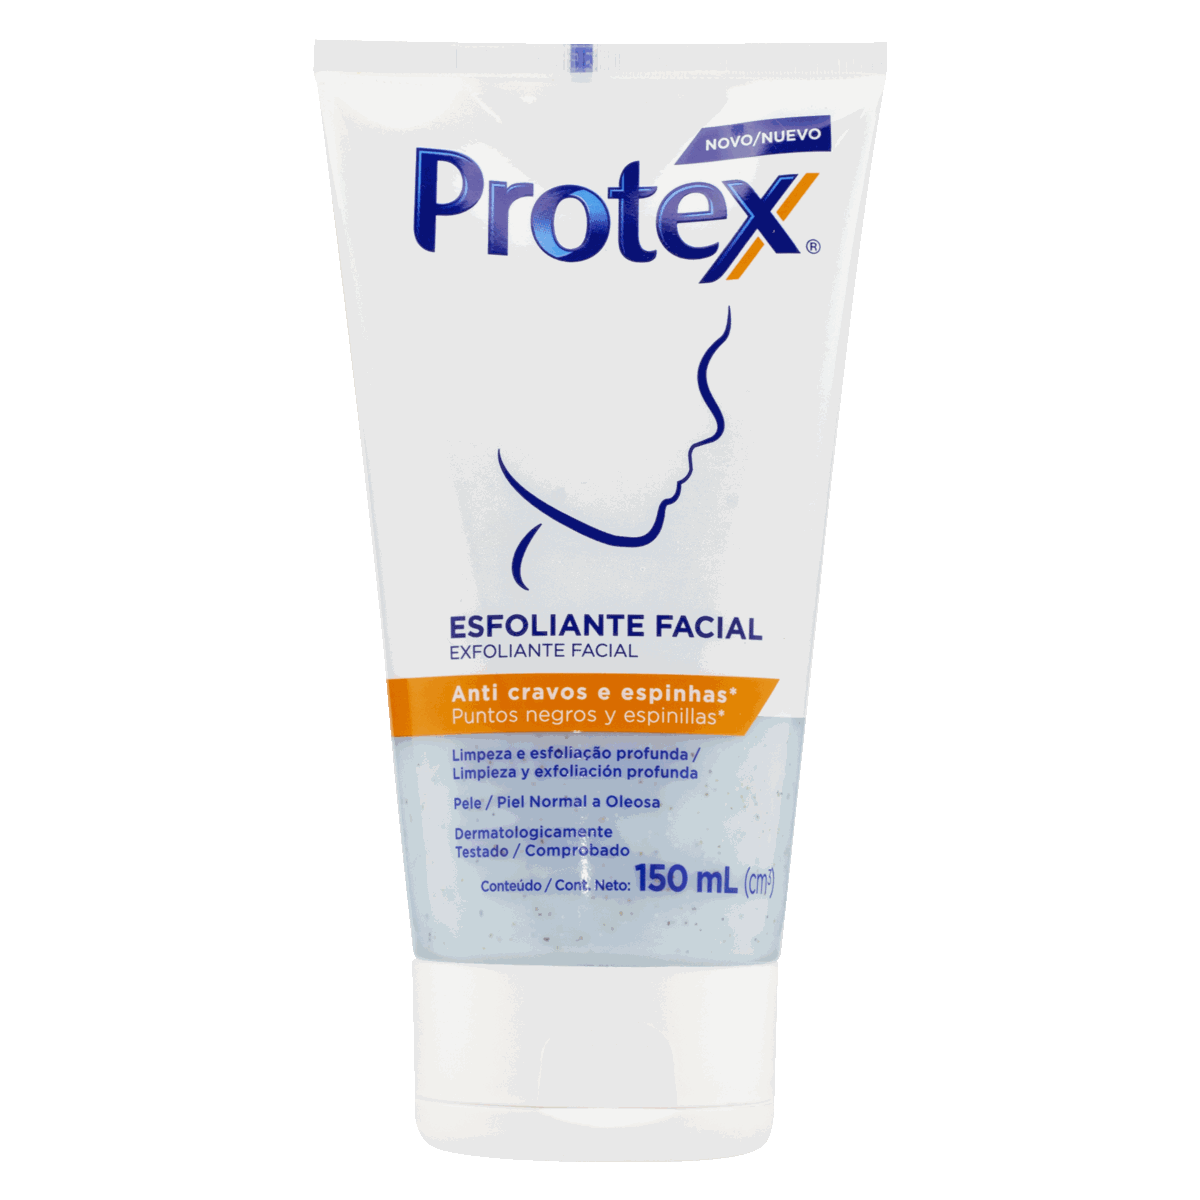 NOVO/NUEVO
Protex®
ESFOLIANTE FACIAL
EXFOLIANTE FACIAL
Anti cravos e espinhas*
Puntos negros y espinillas*
Limpeza e esfoliação profunda /
Limpieza y exfoliación profunda
Pele / Piel Normal a Oleosa
Dermatologicamente
Testado / Comprobado
Conteúdo / Cont. Neto: 150 mL (cm³)